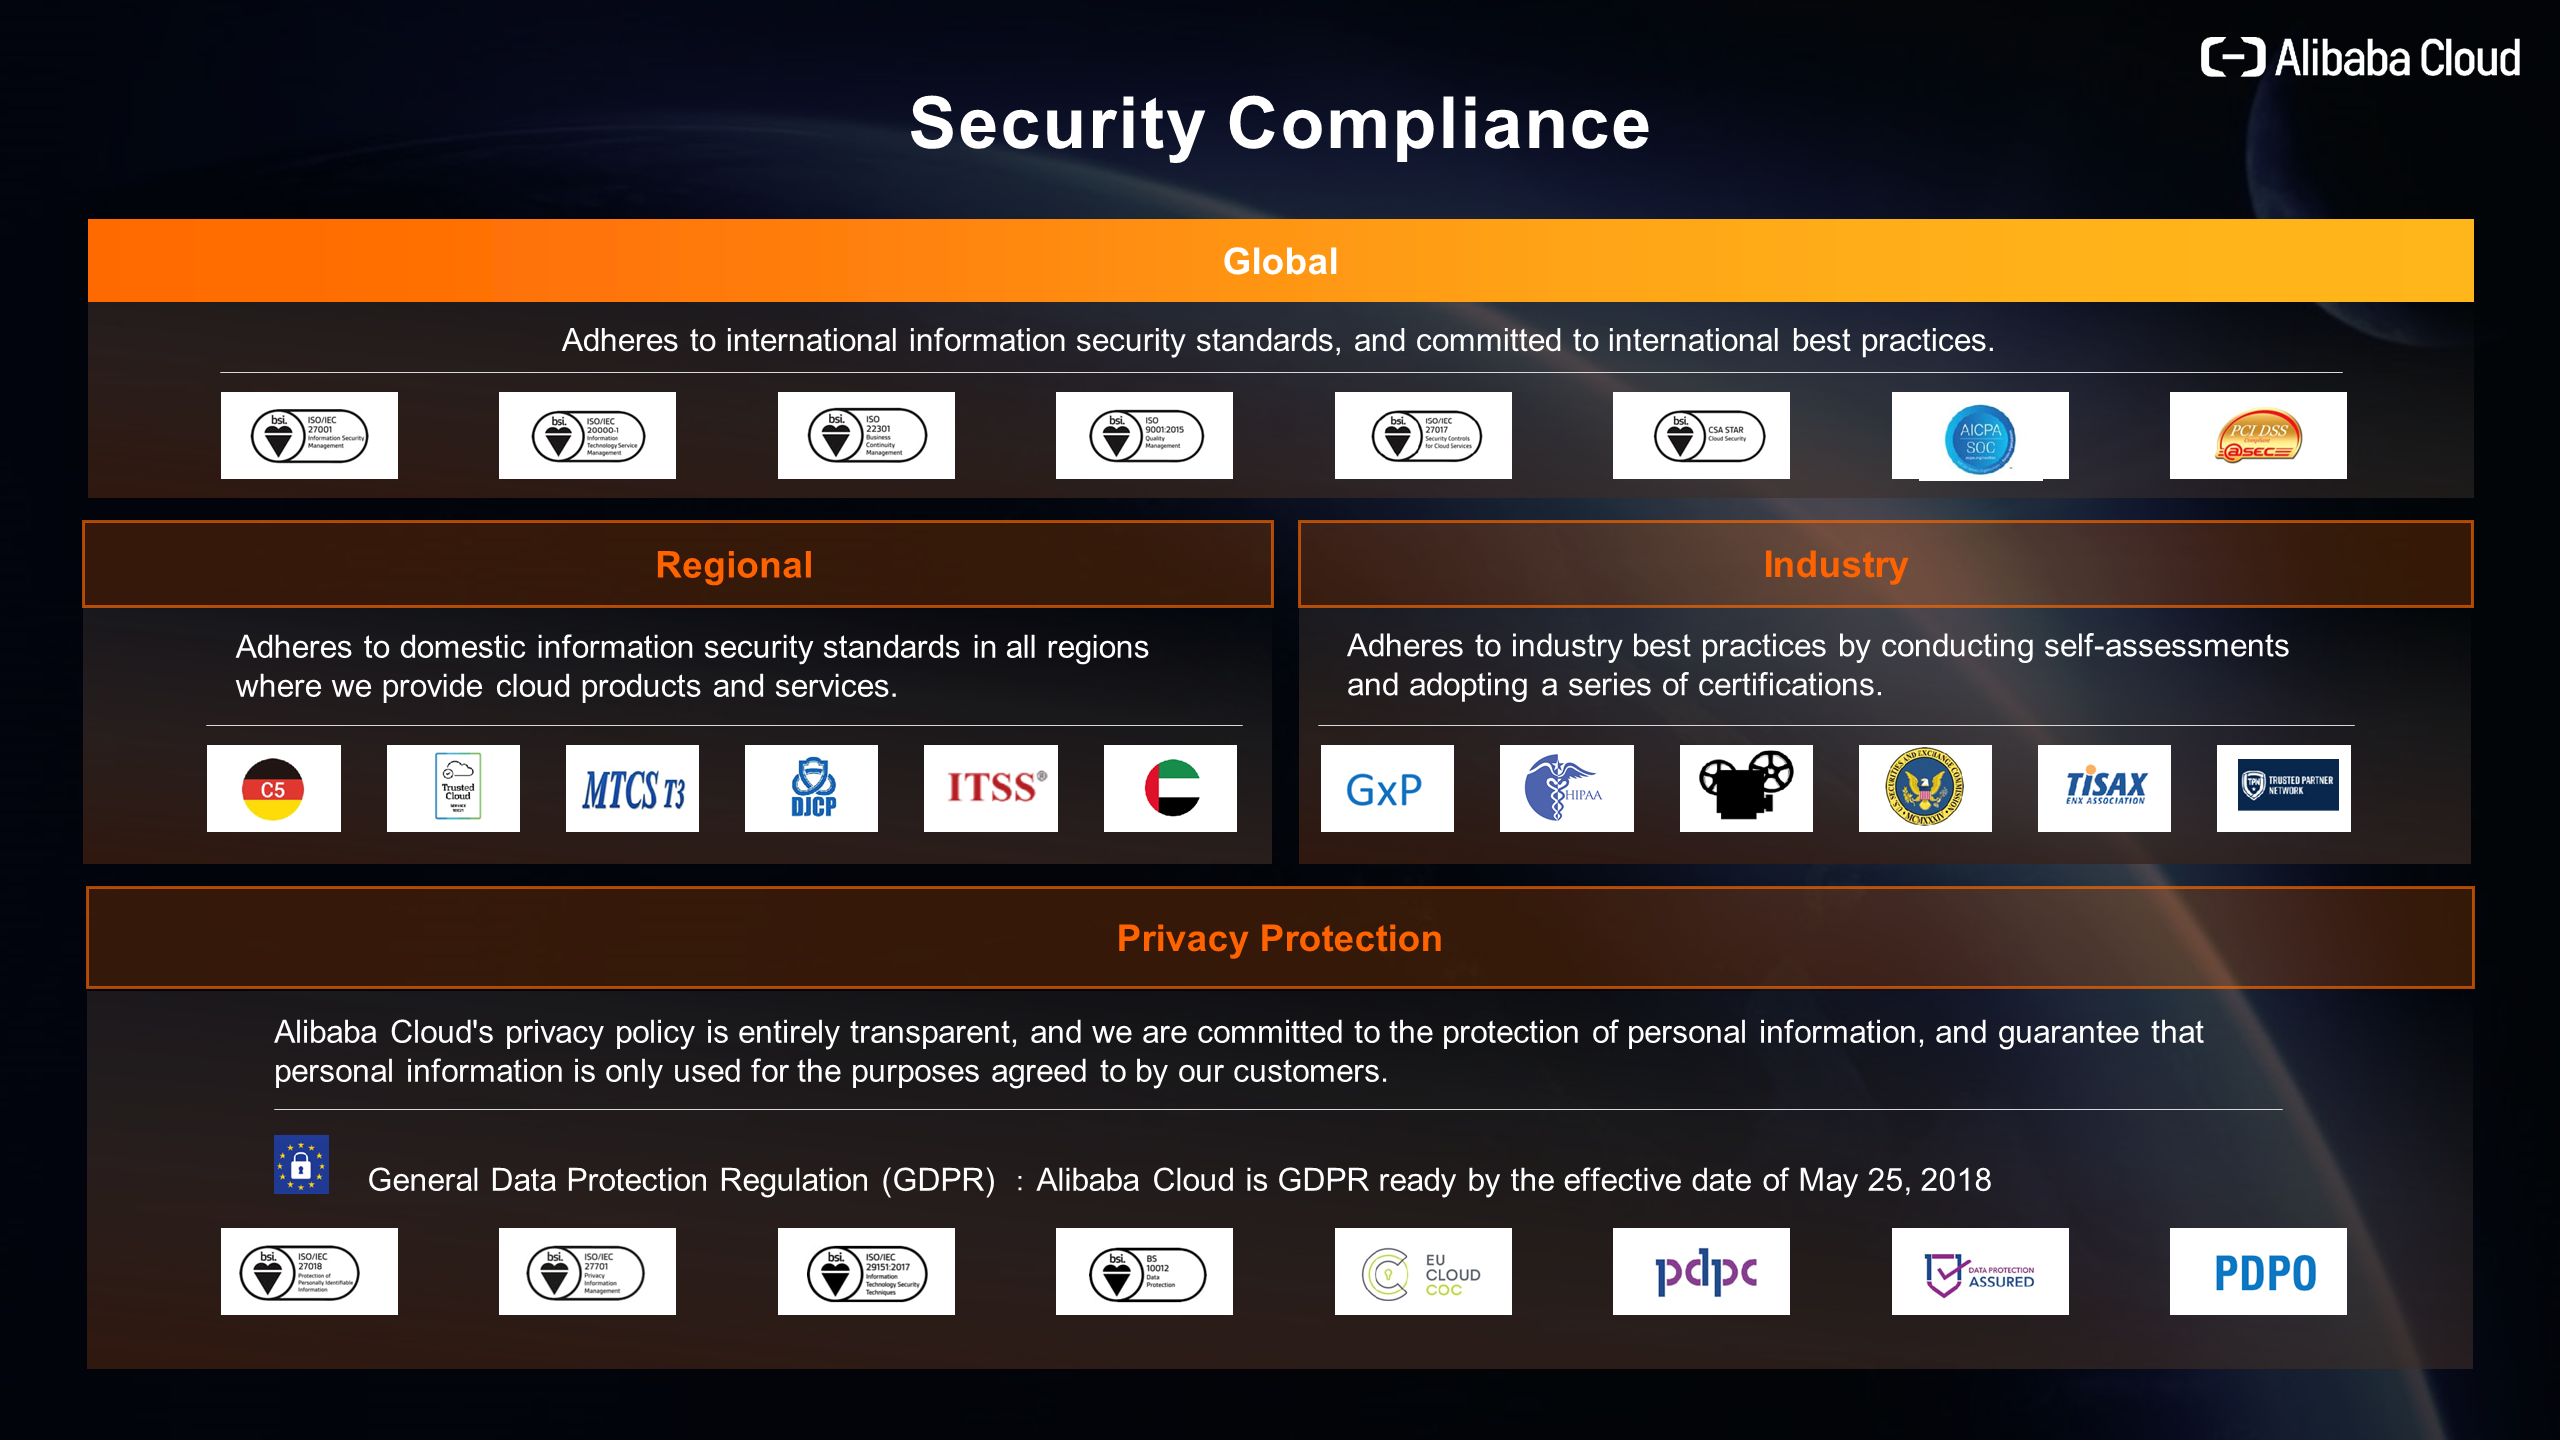 Alibaba Cloud
Security Compliance
Global
Adheres to international information security standards, and committed to international best practices.
bsi. ISO/IEC
27001
Information Security
Management
bsi. ISO/IEC
20000-1
Information
Technology Service
Management
bsi. ISO
22301
Business
Continuity
Management
bsi. ISO
9001:2015
Quality
Management
bsi. ISO/IEC
27017
Security Controls
for Cloud Services
bsi. CSA STAR
Cloud Security
AICPA
SOC
PCI DSS
Compliant
@SEC
Regional
Adheres to domestic information security standards in all regions
where we provide cloud products and services.
C5
Trusted
Cloud
SERVICE
MTCS T3
DJCP
ITSS®
Industry
Adheres to industry best practices by conducting self-assessments
and adopting a series of certifications.
GxP
HIPAA
U.S. SECURITIES AND EXCHANGE COMMISSION
MCMXXXIV
TiSAX
ENX ASSOCIATION
TPN TRUSTED PARTNER
NETWORK
Privacy Protection
Alibaba Cloud's privacy policy is entirely transparent, and we are committed to the protection of personal information, and guarantee that
personal information is only used for the purposes agreed to by our customers.
General Data Protection Regulation (GDPR) ：Alibaba Cloud is GDPR ready by the effective date of May 25, 2018
bsi. ISO/IEC
27018
Protection of
Personally Identifiable
Information
bsi. ISO/IEC
27701
Privacy
Information
Management
bsi. ISO/IEC
29151:2017
Information
Technology Security
Techniques
bsi. BS
10012
Data
Protection
EU
CLOUD
COC
pdpc
DATA PROTECTION
ASSURED
PDPO